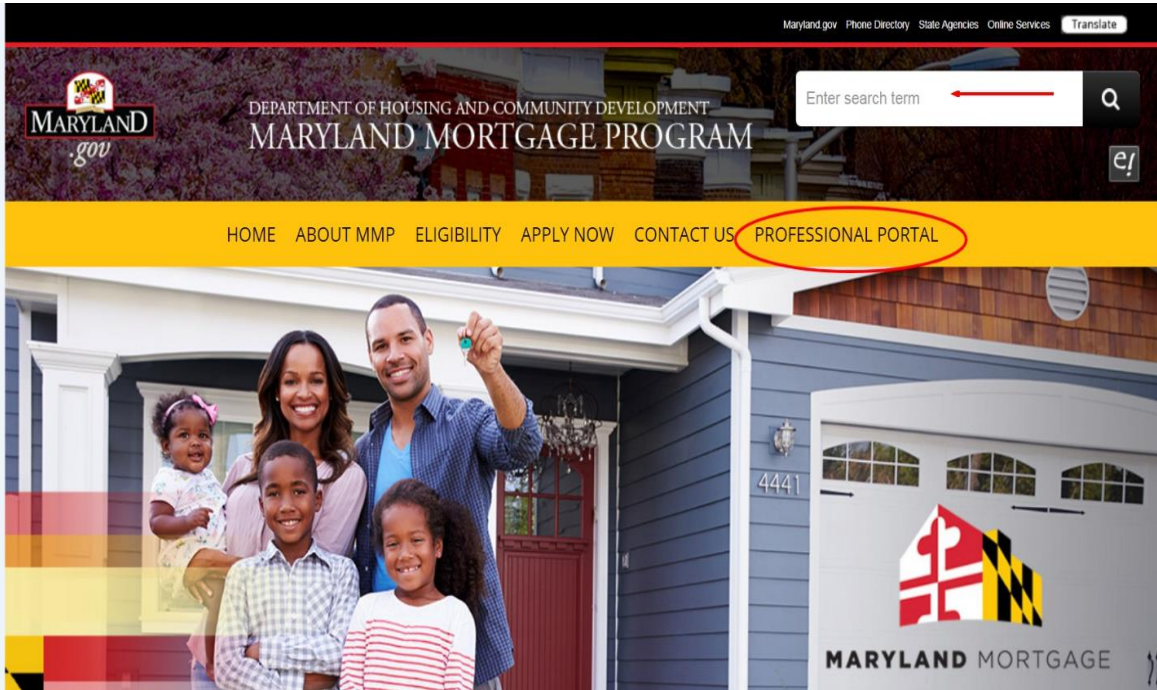 Maryland.gov Phone Directory State Agencies Online Services Translate
MARYLAND
.gov
DEPARTMENT OF HOUSING AND COMMUNITY DEVELOPMENT
MARYLAND MORTGAGE PROGRAM
Enter search term
e!
HOME ABOUT MMP ELIGIBILITY APPLY NOW CONTACT US PROFESSIONAL PORTAL
4441
MARYLAND MORTGAGE